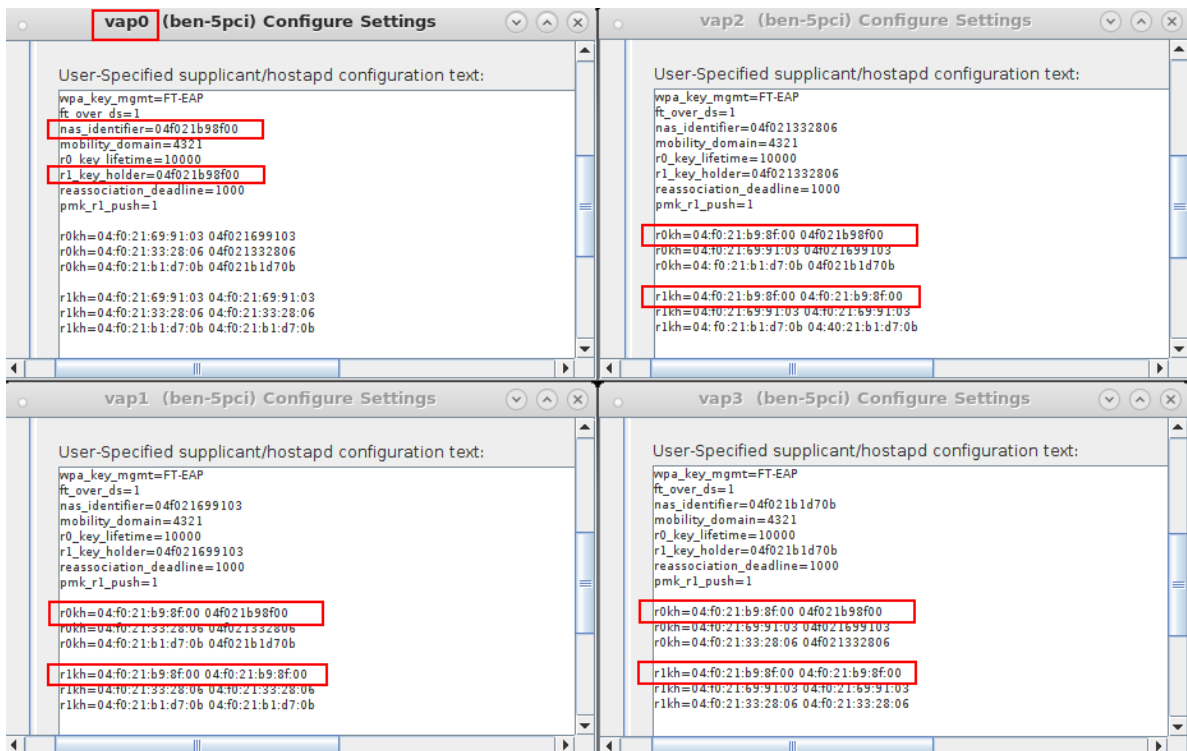 vap0 (ben-5pci) Configure Settings
User-Specified supplicant/hostapd configuration text:
wpa_key_mgmt=FT-EAP
ft_over_ds=1
nas_identifier=04f021b98f00
mobility_domain=4321
r0_key_lifetime=10000
r1_key_holder=04f021b98f00
reassociation_deadline=1000
pmk_r1_push=1
r0kh=04:f0:21:69:91:03 04f021699103
r0kh=04:f0:21:33:28:06 04f021332806
r0kh=04:f0:21:b1:d7:0b 04f021b1d70b
r1kh=04:f0:21:69:91:03 04:f0:21:69:91:03
r1kh=04:f0:21:33:28:06 04:f0:21:33:28:06
r1kh=04:f0:21:b1:d7:0b 04:f0:21:b1:d7:0b
vap2 (ben-5pci) Configure Settings
User-Specified supplicant/hostapd configuration text:
wpa_key_mgmt=FT-EAP
ft_over_ds=1
nas_identifier=04f021332806
mobility_domain=4321
r0_key_lifetime=10000
r1_key_holder=04f021332806
reassociation_deadline=1000
pmk_r1_push=1
r0kh=04:f0:21:b9:8f:00 04f021b98f00
r0kh=04:f0:21:69:91:03 04f021699103
r0kh=04: f0:21:b1:d7:0b 04f021b1d70b
r1kh=04:f0:21:b9:8f:00 04:f0:21:b9:8f:00
r1kh=04:f0:21:69:91:03 04:f0:21:69:91:03
r1kh=04: f0:21:b1:d7:0b 04:40:21:b1:d7:0b
vap1 (ben-5pci) Configure Settings
User-Specified supplicant/hostapd configuration text:
wpa_key_mgmt=FT-EAP
ft_over_ds=1
nas_identifier=04f021699103
mobility_domain=4321
r0_key_lifetime=10000
r1_key_holder=04f021699103
reassociation_deadline=1000
pmk_r1_push=1
r0kh=04:f0:21:b9:8f:00 04f021b98f00
r0kh=04:f0:21:33:28:06 04f021332806
r0kh=04:f0:21:b1:d7:0b 04f021b1d70b
r1kh=04:f0:21:b9:8f:00 04:f0:21:b9:8f:00
r1kh=04:f0:21:33:28:06 04:f0:21:33:28:06
r1kh=04:f0:21:b1:d7:0b 04:f0:21:b1:d7:0b
vap3 (ben-5pci) Configure Settings
User-Specified supplicant/hostapd configuration text:
wpa_key_mgmt=FT-EAP
ft_over_ds=1
nas_identifier=04f021b1d70b
mobility_domain=4321
r0_key_lifetime=10000
r1_key_holder=04f021b1d70b
reassociation_deadline=1000
pmk_r1_push=1
r0kh=04:f0:21:b9:8f:00 04f021b98f00
r0kh=04:f0:21:69:91:03 04f021699103
r0kh=04:f0:21:33:28:06 04f021332806
r1kh=04:f0:21:b9:8f:00 04:f0:21:b9:8f:00
r1kh=04:f0:21:69:91:03 04:f0:21:69:91:03
r1kh=04:f0:21:33:28:06 04:f0:21:33:28:06